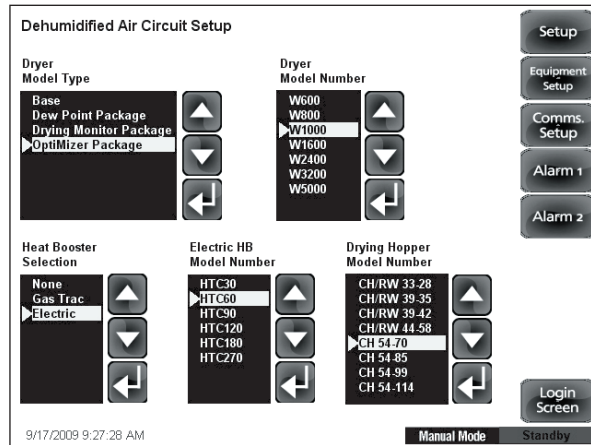 Dehumidified Air Circuit Setup
Dryer
Model Type
Base
Dew Point Package
Drying Monitor Package
OptiMizer Package
Dryer
Model Number
W600
W800
W1000
W1600
W2400
W3200
W5000
Heat Booster
Selection
None
Gas Trac
Electric
Electric HB
Model Number
HTC30
HTC60
HTC90
HTC120
HTC180
HTC270
Drying Hopper
Model Number
CH/RW 33-28
CH/RW 39-35
CH/RW 39-42
CH/RW 44-58
CH 54-70
CH 54-85
CH 54-99
CH 54-114
Setup
Equipment
Setup
Comms.
Setup
Alarm 1
Alarm 2
Login
Screen
9/17/2009 9:27:28 AM
Manual Mode
Standby